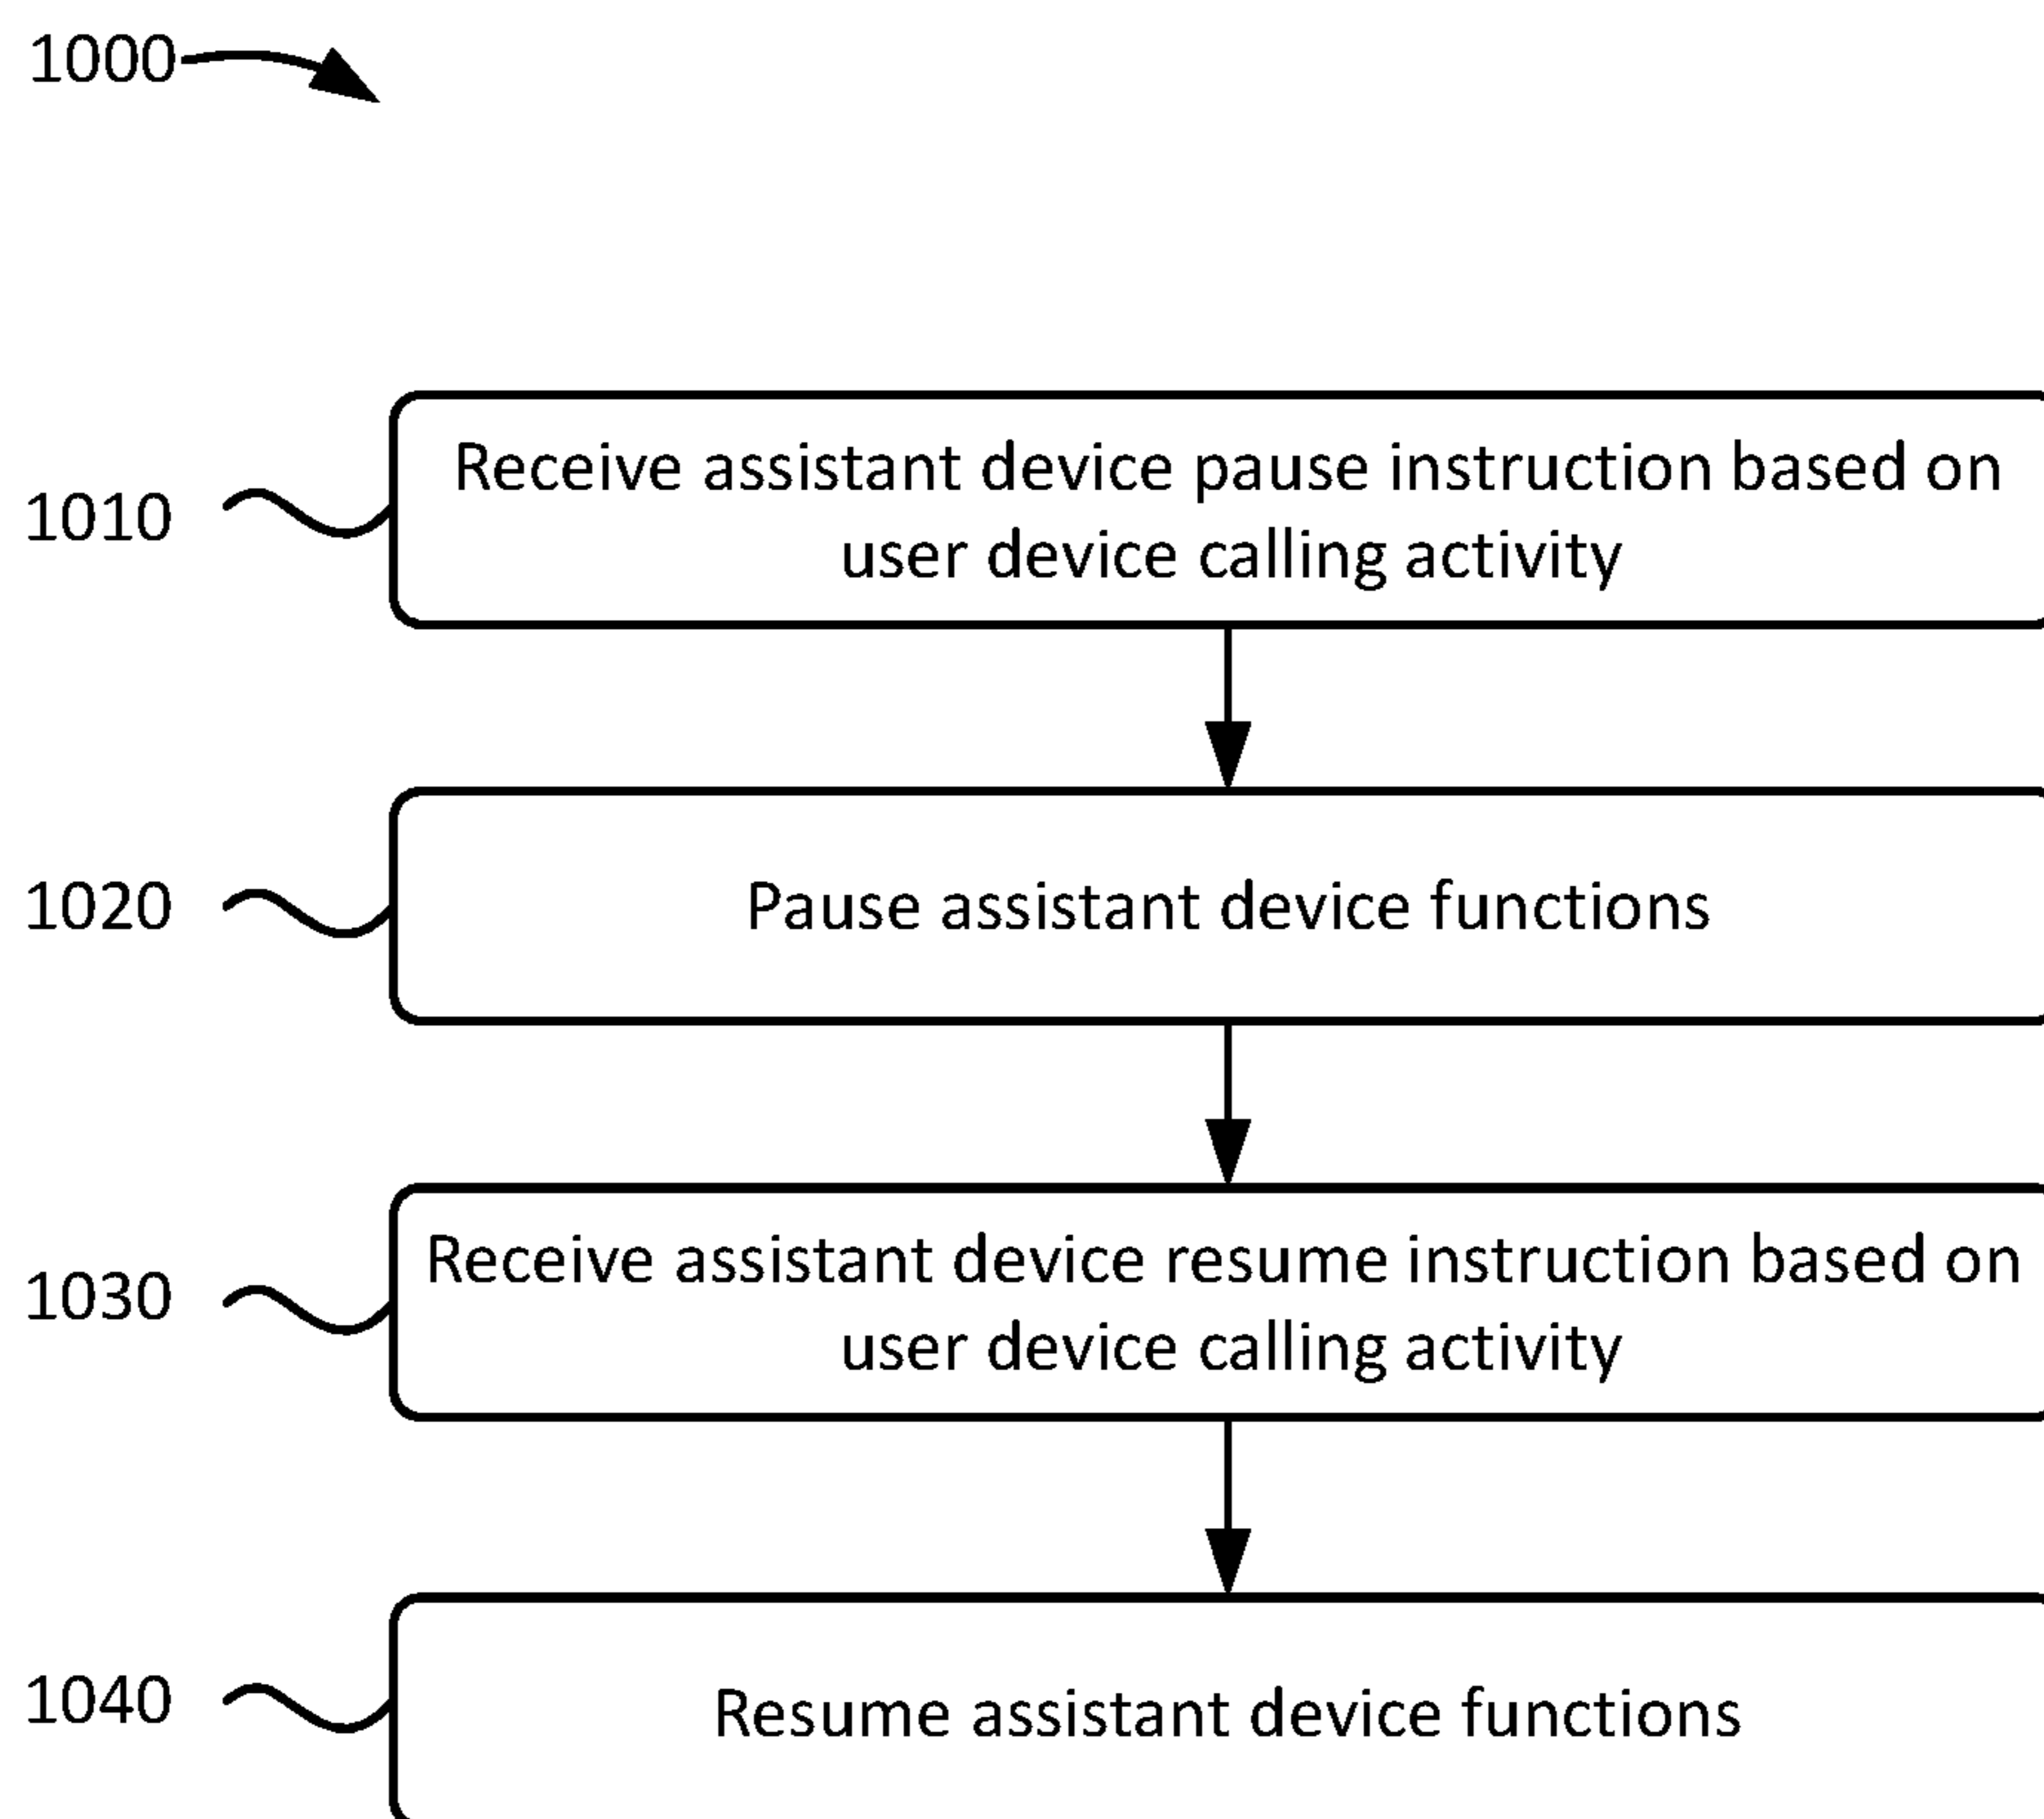 1000
1010
Receive assistant device pause instruction based on
user device calling activity
1020
Pause assistant device functions
1030
Receive assistant device resume instruction based on
user device calling activity
1040
Resume assistant device functions